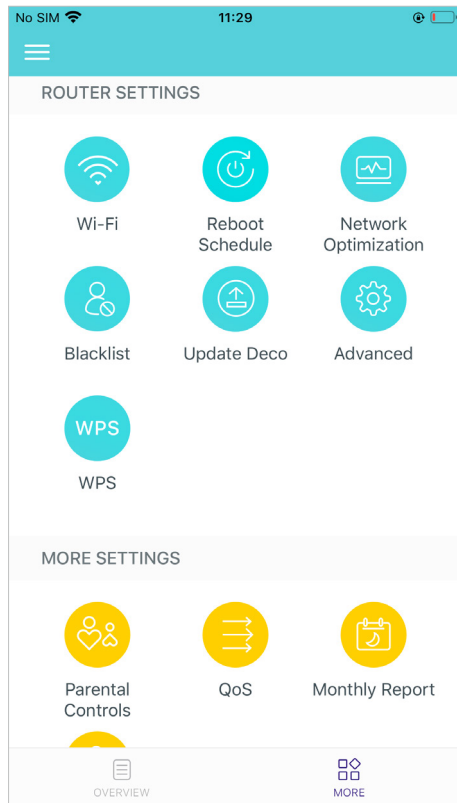 No SIM 11:29
ROUTER SETTINGS
Wi-Fi Reboot Network
Schedule Optimization
Blacklist Update Deco Advanced
WPS
WPS
MORE SETTINGS
Parental QoS Monthly Report
Controls
OVERVIEW MORE